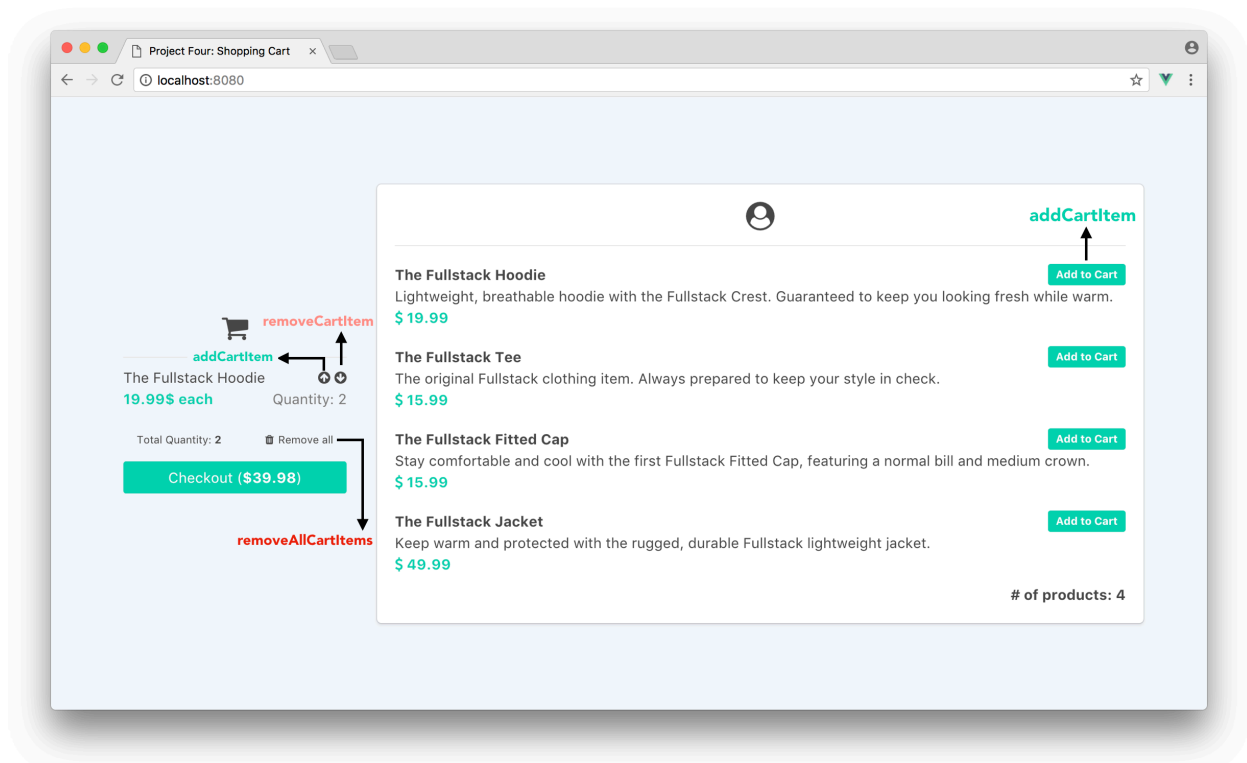 Project Four: Shopping Cart
localhost:8080
addCartItem
The Fullstack Hoodie
Add to Cart
Lightweight, breathable hoodie with the Fullstack Crest. Guaranteed to keep you looking fresh while warm.
$ 19.99
The Fullstack Tee
Add to Cart
The original Fullstack clothing item. Always prepared to keep your style in check.
$ 15.99
The Fullstack Fitted Cap
Add to Cart
Stay comfortable and cool with the first Fullstack Fitted Cap, featuring a normal bill and medium crown.
$ 15.99
The Fullstack Jacket
Add to Cart
Keep warm and protected with the rugged, durable Fullstack lightweight jacket.
$ 49.99
# of products: 4
removeCartItem
addCartItem
The Fullstack Hoodie
19.99$ each
Quantity: 2
Total Quantity: 2
Remove all
Checkout ($39.98)
removeAllCartItems